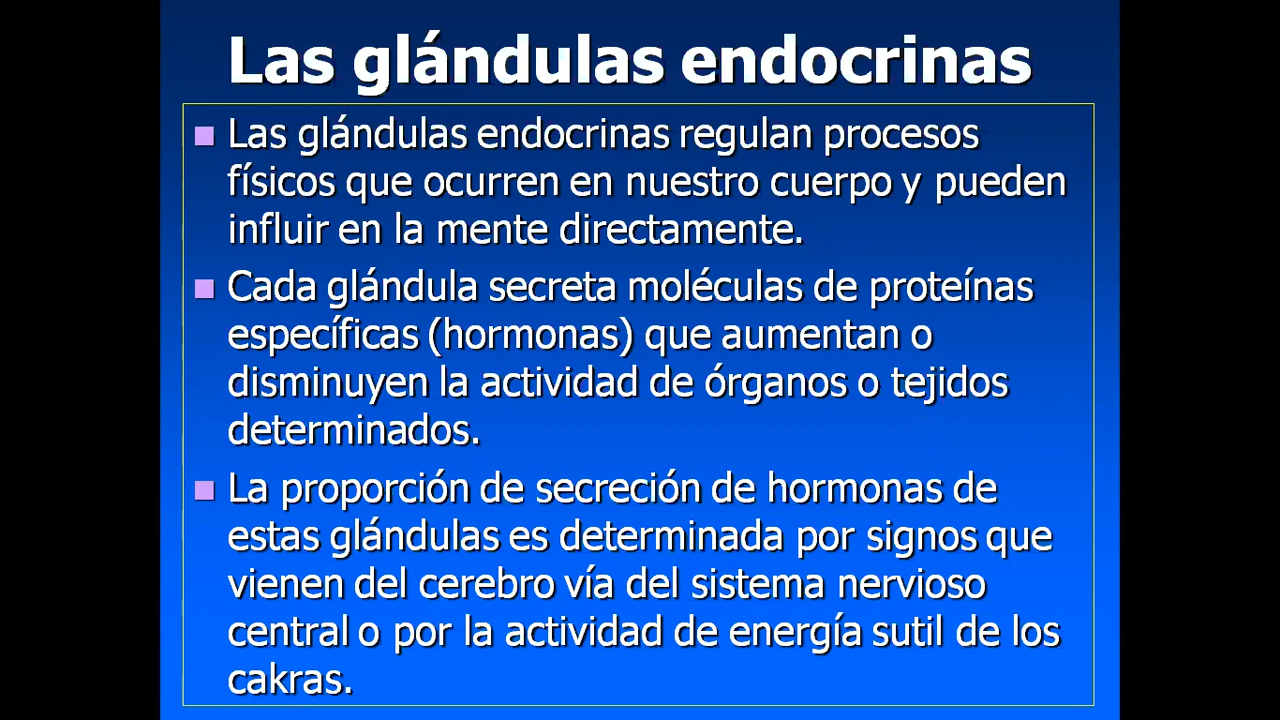 Las glándulas endocrinas
Las glándulas endocrinas regulan procesos
físicos que ocurren en nuestro cuerpo y pueden
influir en la mente directamente.
Cada glándula secreta moléculas de proteínas
específicas (hormonas) que aumentan o
disminuyen la actividad de órganos o tejidos
determinados.
La proporción de secreción de hormonas de
estas glándulas es determinada por signos que
vienen del cerebro vía del sistema nervioso
central o por la actividad de energía sutil de los
cakras.